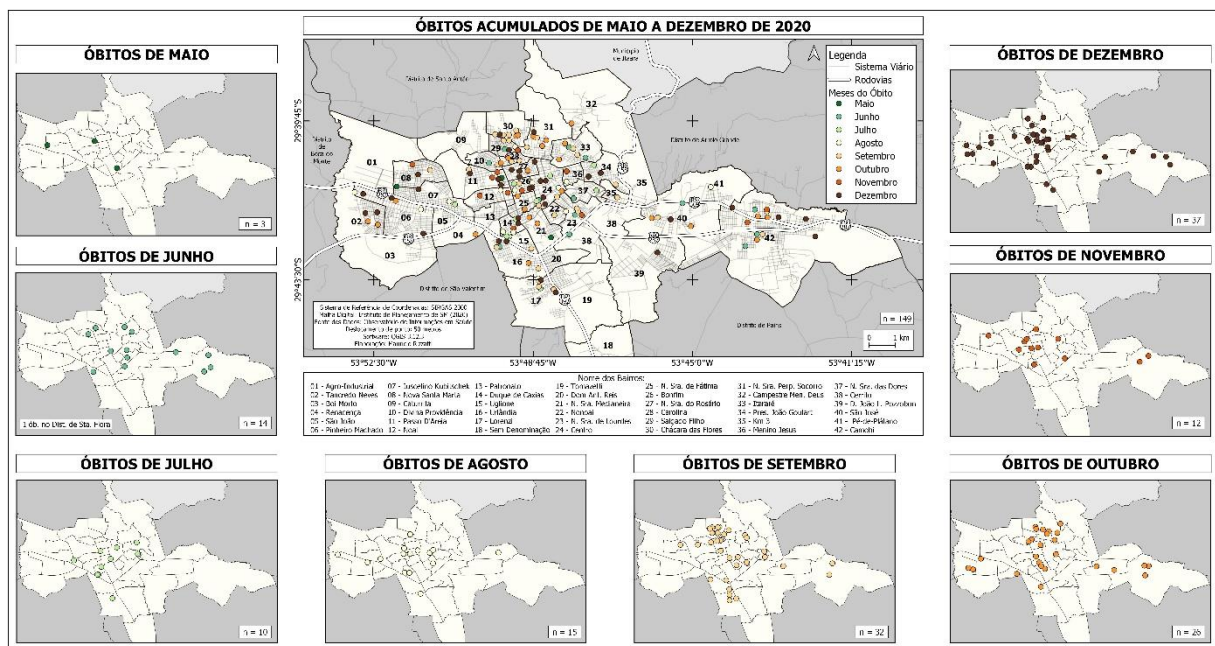 ÓBITOS ACUMULADOS DE MAIO A DEZEMBRO DE 2020
ÓBITOS DE MAIO
n = 3
ÓBITOS DE JUNHO
1 ób. no Dist. de Sta. Flora
n = 14
ÓBITOS DE JULHO
n = 10
ÓBITOS DE AGOSTO
n = 15
ÓBITOS DE SETEMBRO
n = 32
ÓBITOS DE OUTUBRO
n = 26
ÓBITOS DE NOVEMBRO
n = 12
ÓBITOS DE DEZEMBRO
n = 37
Legenda
Sistema Viário
Rodovias
Meses do Óbito
Maio
Junho
Julho
Agosto
Setembro
Outubro
Novembro
Dezembro
n = 149
0 1 km
29°39'45"S
29°43'30"S
53°52'30"W
53°48'45"W
53°45'0"W
53°41'15"W
Nome dos Bairros:
01 - Agro-Industrial
02 - Tancredo Neves
03 - Boi Morto
04 - Renascença
05 - São João
06 - Pinheiro Machado
07 - Juscelino Kubitschek
08 - Nova Santa Marta
09 - Caturrita
10 - Divina Providência
11 - Passo D'Areia
12 - Noal
13 - Patronato
14 - Duque de Caxias
15 - Uglione
16 - Urlândia
17 - Lorenzi
18 - Sem Denominação
19 - Tomazetti
20 - Dom Ant. Reis
21 - N. Sra. Medianeira
22 - Nonoai
23 - N. Sra. de Lourdes
24 - Centro
25 - N. Sra. de Fátima
26 - Bonfim
27 - N. Sra. do Rosário
28 - Carolina
29 - Salgado Filho
30 - Chácara das Flores
31 - N. Sra. Perp. Socorro
32 - Campestre Men. Deus
33 - Itararé
34 - Pres. João Goulart
35 - Km 3
36 - Menino Jesus
37 - N. Sra. das Dores
38 - Cerrito
39 - D. João L. Pozzobon
40 - São José
41 - Pé-de-Plátano
42 - Camobi